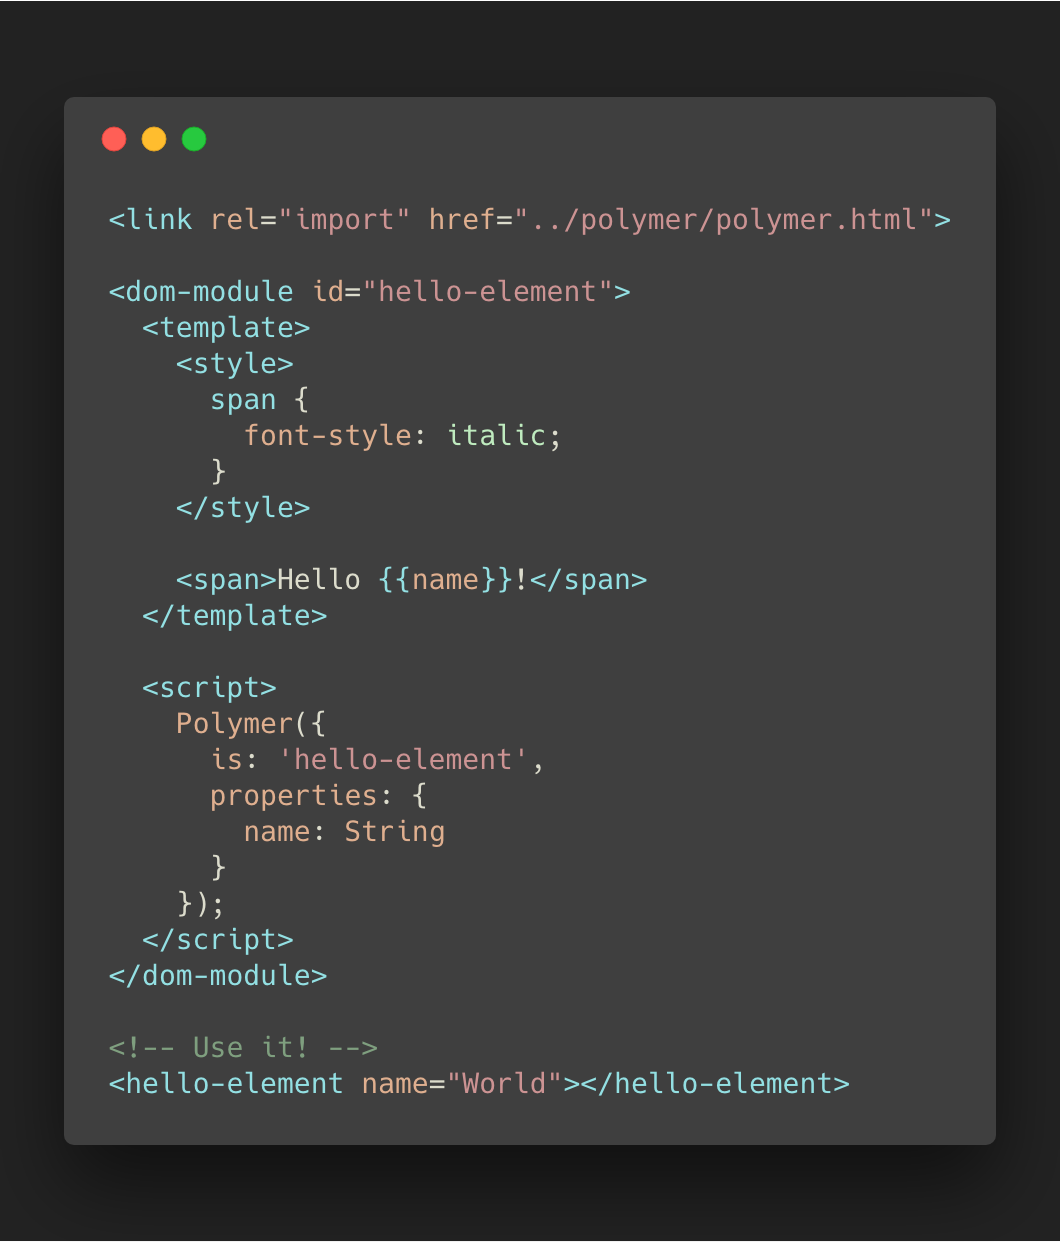 <link rel="import" href="../polymer/polymer.html">

<dom-module id="hello-element">
  <template>
    <style>
      span {
        font-style: italic;
      }
    </style>

    <span>Hello {{name}}!</span>
  </template>

  <script>
    Polymer({
      is: 'hello-element',
      properties: {
        name: String
      }
    });
  </script>
</dom-module>

<!-- Use it! -->
<hello-element name="World"></hello-element>